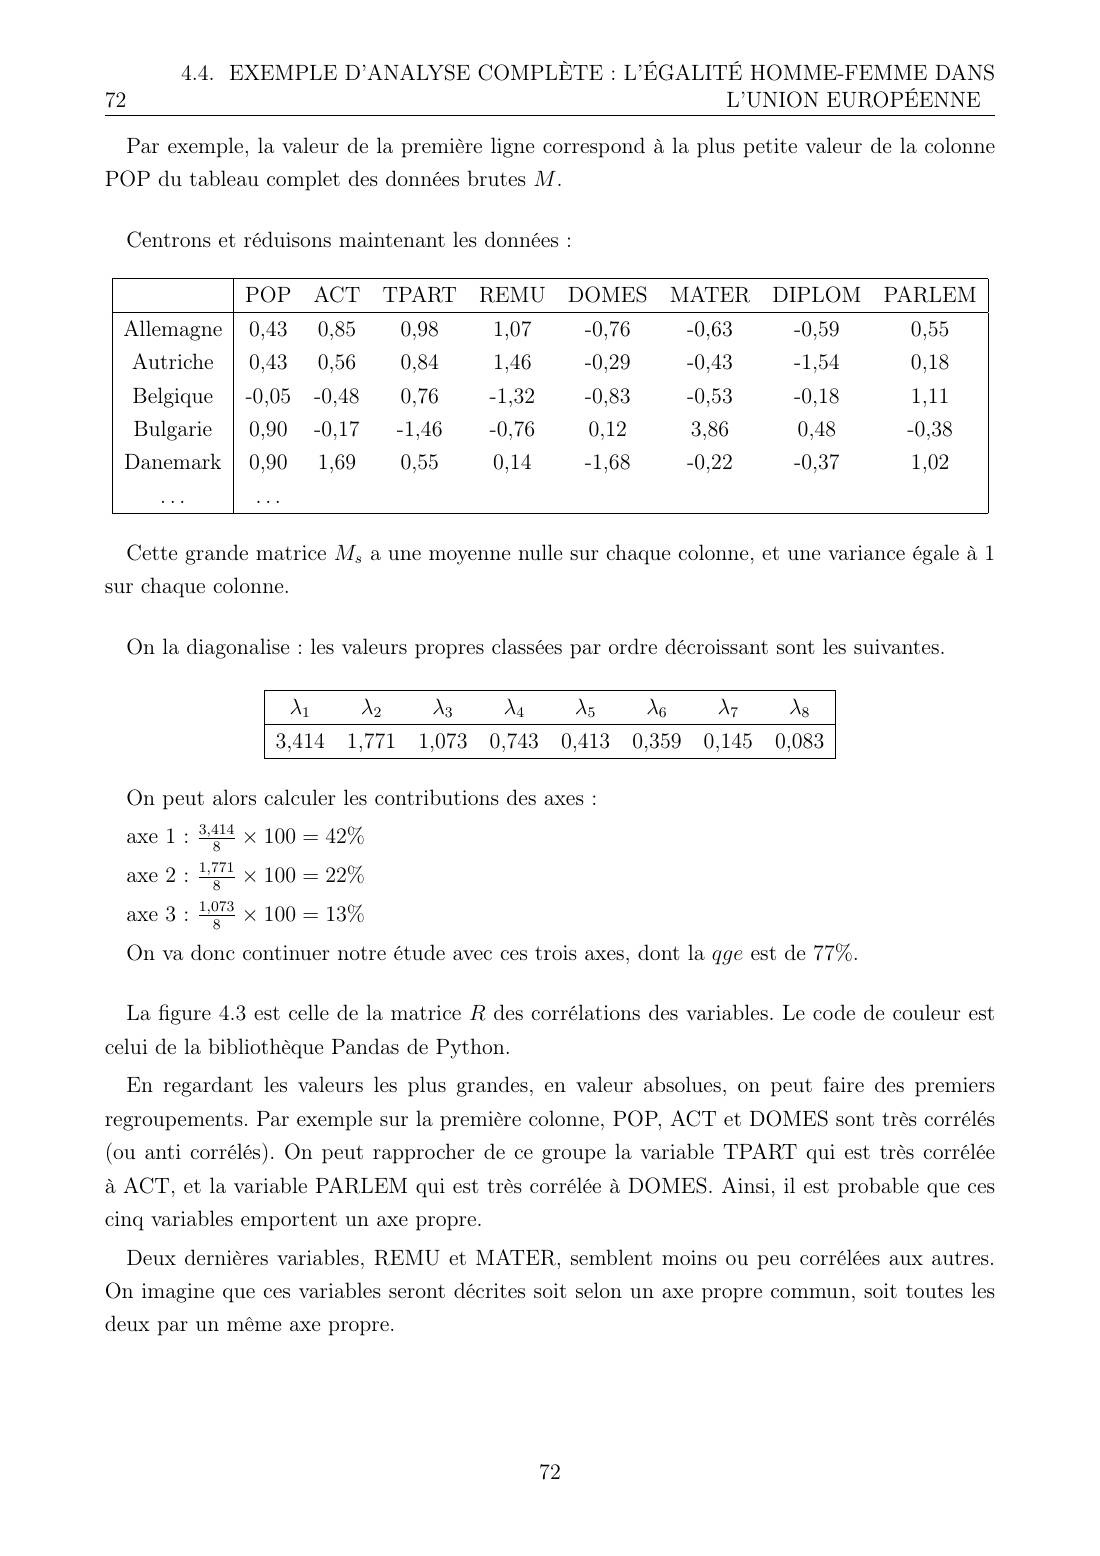 4.4. EXEMPLE D'ANALYSE COMPLÈTE : L'ÉGALITÉ HOMME-FEMME DANS
72 L'UNION EUROPÉENNE
Par exemple, la valeur de la première ligne correspond à la plus petite valeur de la colonne
POP du tableau complet des données brutes M.
Centrons et réduisons maintenant les données :
POP ACT TPART REMU DOMES MATER DIPLOM PARLEM
Allemagne 0,43 0,85 0,98 1,07 -0,76 -0,63 -0,59 0,55
Autriche 0,43 0,56 0,84 1,46 -0,29 -0,43 -1,54 0,18
Belgique -0,05 -0,48 0,76 -1,32 -0,83 -0,53 -0,18 1,11
Bulgarie 0,90 -0,17 -1,46 -0,76 0,12 3,86 0,48 -0,38
Danemark 0,90 1,69 0,55 0,14 -1,68 -0,22 -0,37 1,02
... ...
Cette grande matrice Mₛ a une moyenne nulle sur chaque colonne, et une variance égale à 1
sur chaque colonne.
On la diagonalise : les valeurs propres classées par ordre décroissant sont les suivantes.
λ₁ λ₂ λ₃ λ₄ λ₅ λ₆ λ₇ λ₈
3,414 1,771 1,073 0,743 0,413 0,359 0,145 0,083
On peut alors calculer les contributions des axes :
axe 1 : 3,414/8 × 100 = 42%
axe 2 : 1,771/8 × 100 = 22%
axe 3 : 1,073/8 × 100 = 13%
On va donc continuer notre étude avec ces trois axes, dont la qge est de 77%.
La figure 4.3 est celle de la matrice R des corrélations des variables. Le code de couleur est
celui de la bibliothèque Pandas de Python.
En regardant les valeurs les plus grandes, en valeur absolues, on peut faire des premiers
regroupements. Par exemple sur la première colonne, POP, ACT et DOMES sont très corrélés
(ou anti corrélés). On peut rapprocher de ce groupe la variable TPART qui est très corrélée
à ACT, et la variable PARLEM qui est très corrélée à DOMES. Ainsi, il est probable que ces
cinq variables emportent un axe propre.
Deux dernières variables, REMU et MATER, semblent moins ou peu corrélées aux autres.
On imagine que ces variables seront décrites soit selon un axe propre commun, soit toutes les
deux par un même axe propre.
72